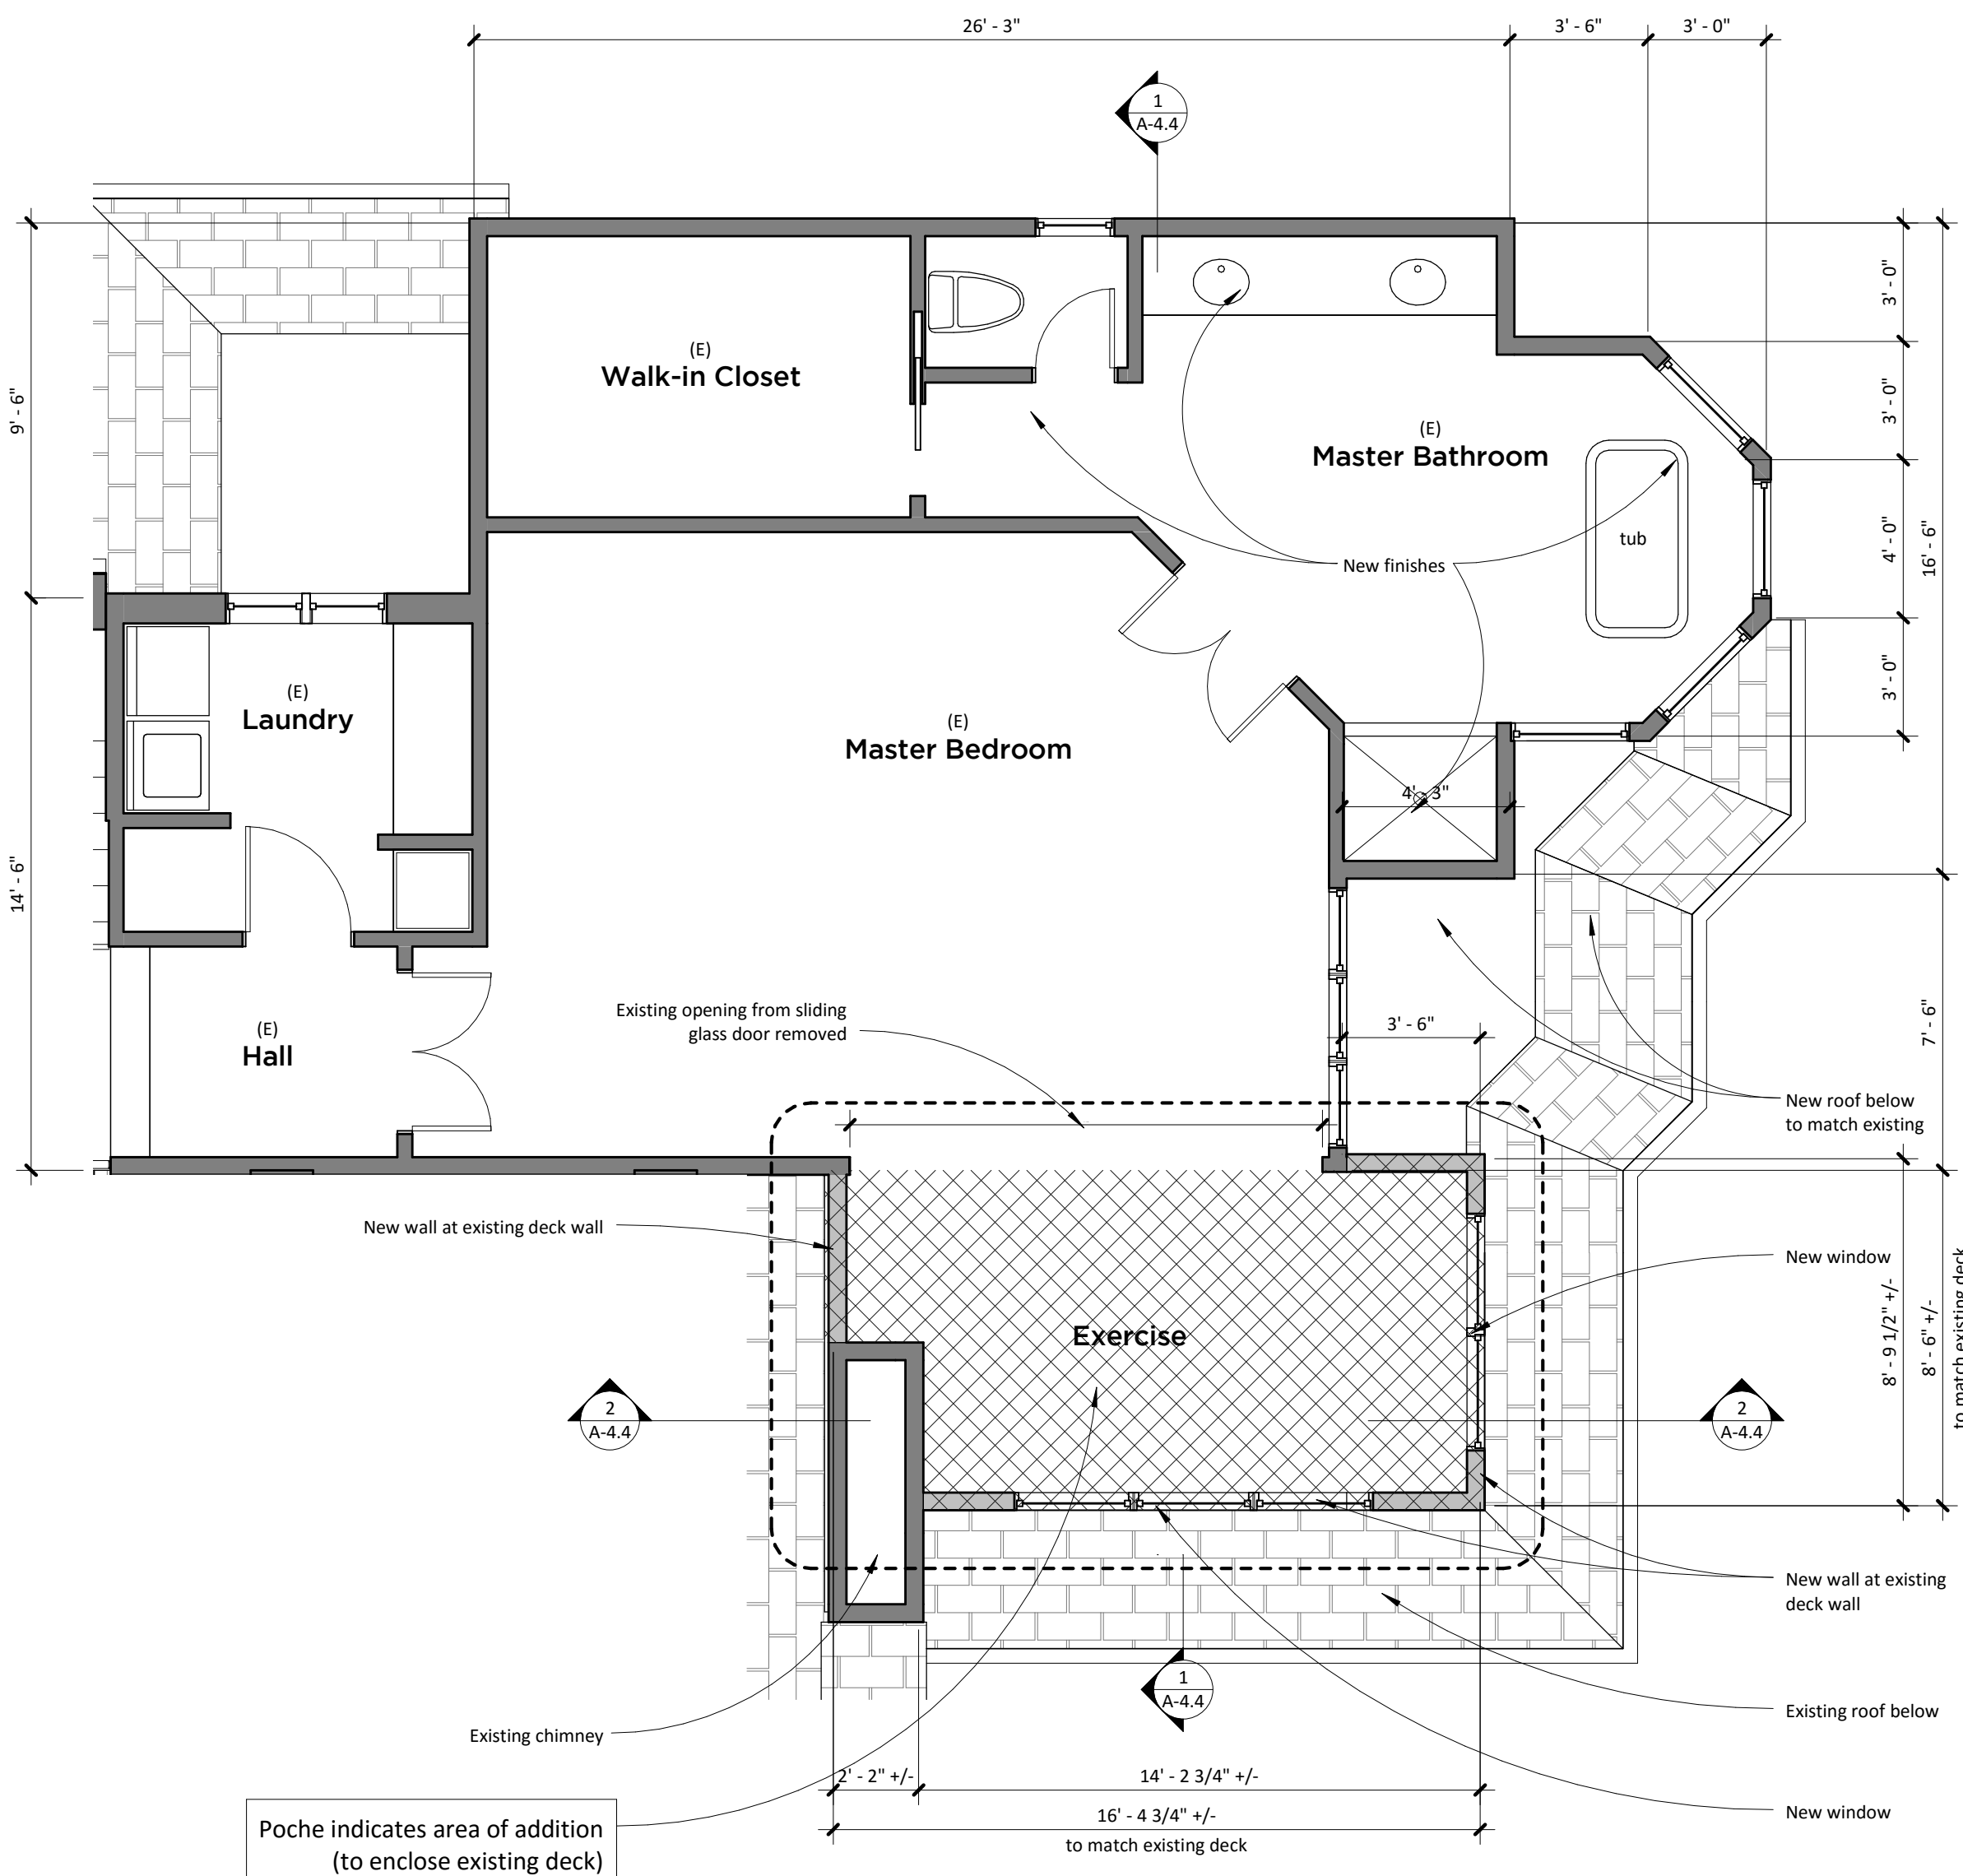 26' - 3"
3' - 6"
3' - 0"
1
A-4.4
9' - 6"
14' - 6"
3' - 0"
3' - 0"
4' - 0"
3' - 0"
16' - 6"
7' - 6"
(E)
Walk-in Closet
(E)
Master Bathroom
tub
New finishes
(E)
Laundry
(E)
Master Bedroom
4' - 3"
(E)
Hall
Existing opening from sliding
glass door removed
3' - 6"
New roof below
to match existing
New wall at existing deck wall
New window
Exercise
8' - 9 1/2" +/-
8' - 6" +/-
to match existing deck
2
A-4.4
2
A-4.4
New wall at existing
deck wall
1
A-4.4
Existing roof below
Existing chimney
2' - 2" +/-
14' - 2 3/4" +/-
16' - 4 3/4" +/-
to match existing deck
New window
Poche indicates area of addition
(to enclose existing deck)